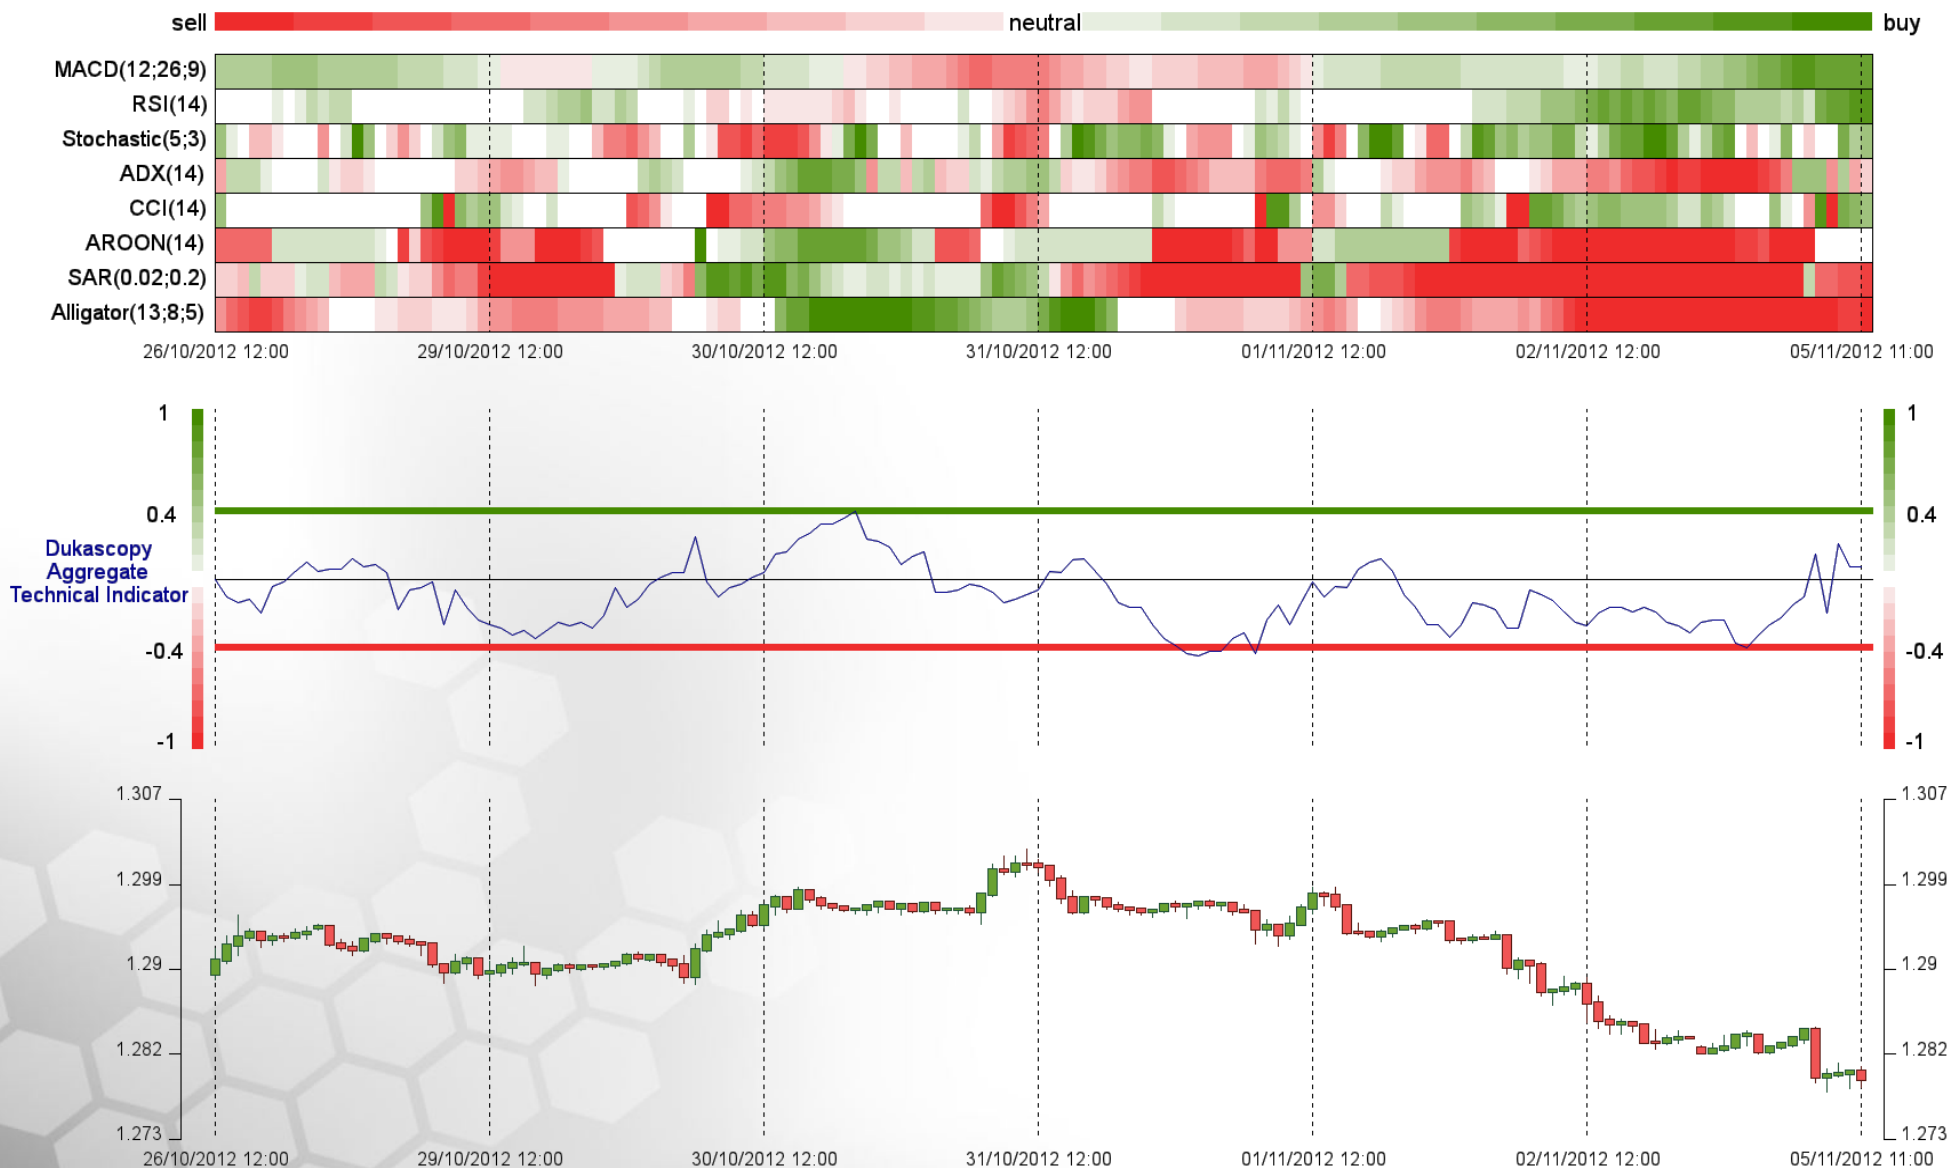 sell neutral buy
MACD(12;26;9)
RSI(14)
Stochastic(5;3)
ADX(14)
CCI(14)
AROON(14)
SAR(0.02;0.2)
Alligator(13;8;5)
26/10/2012 12:00 29/10/2012 12:00 30/10/2012 12:00 31/10/2012 12:00 01/11/2012 12:00 02/11/2012 12:00 05/11/2012 11:00
1 1
0.4 0.4
Dukascopy
Aggregate
Technical Indicator
-0.4 -0.4
-1 -1
1.307 1.307
1.299 1.299
1.29 1.29
1.282 1.282
1.273 1.273
26/10/2012 12:00 29/10/2012 12:00 30/10/2012 12:00 31/10/2012 12:00 01/11/2012 12:00 02/11/2012 12:00 05/11/2012 11:00